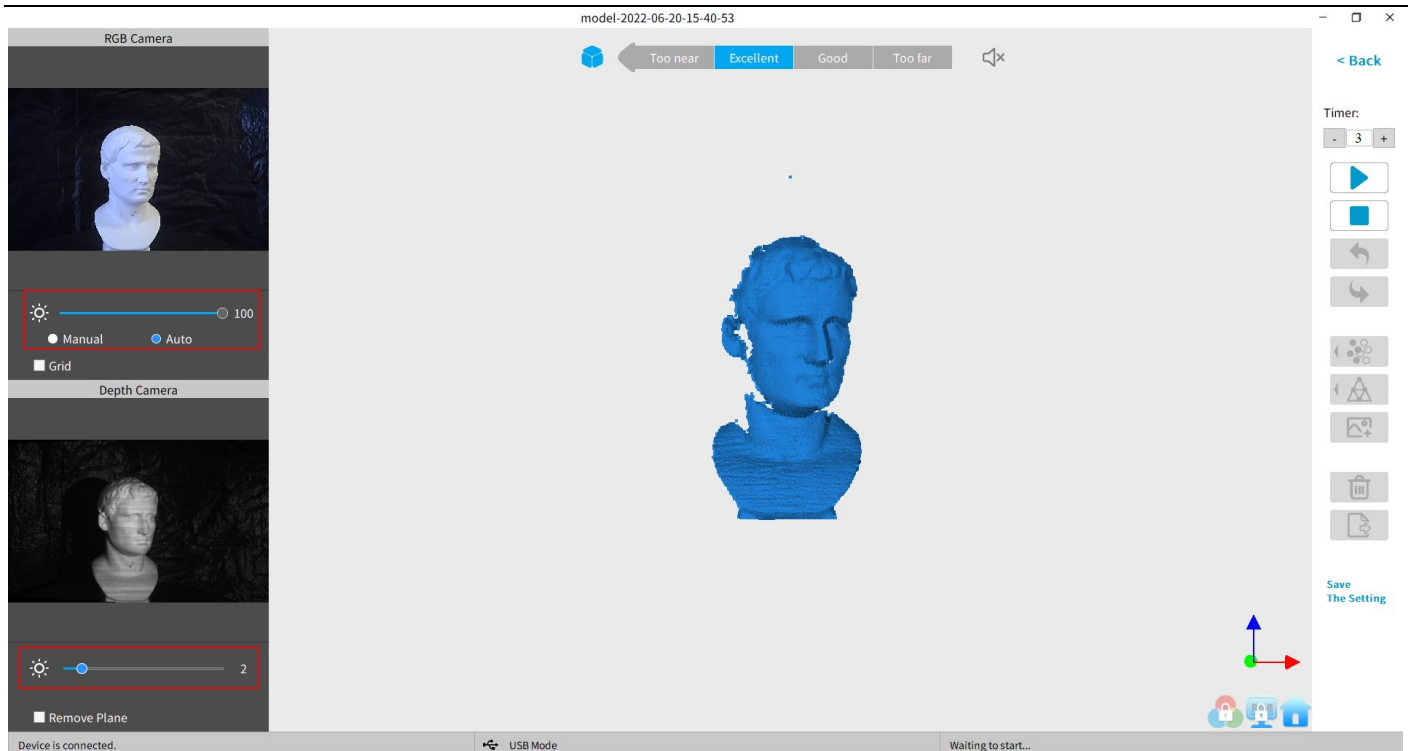 model-2022-06-20-15-40-53
RGB Camera
Too near
Excellent
Good
Too far
< Back
Timer:
- 3 +
100
Manual
Auto
Grid
Depth Camera
2
Remove Plane
Save
The Setting
RGB
Device is connected.
USB Mode
Waiting to start...